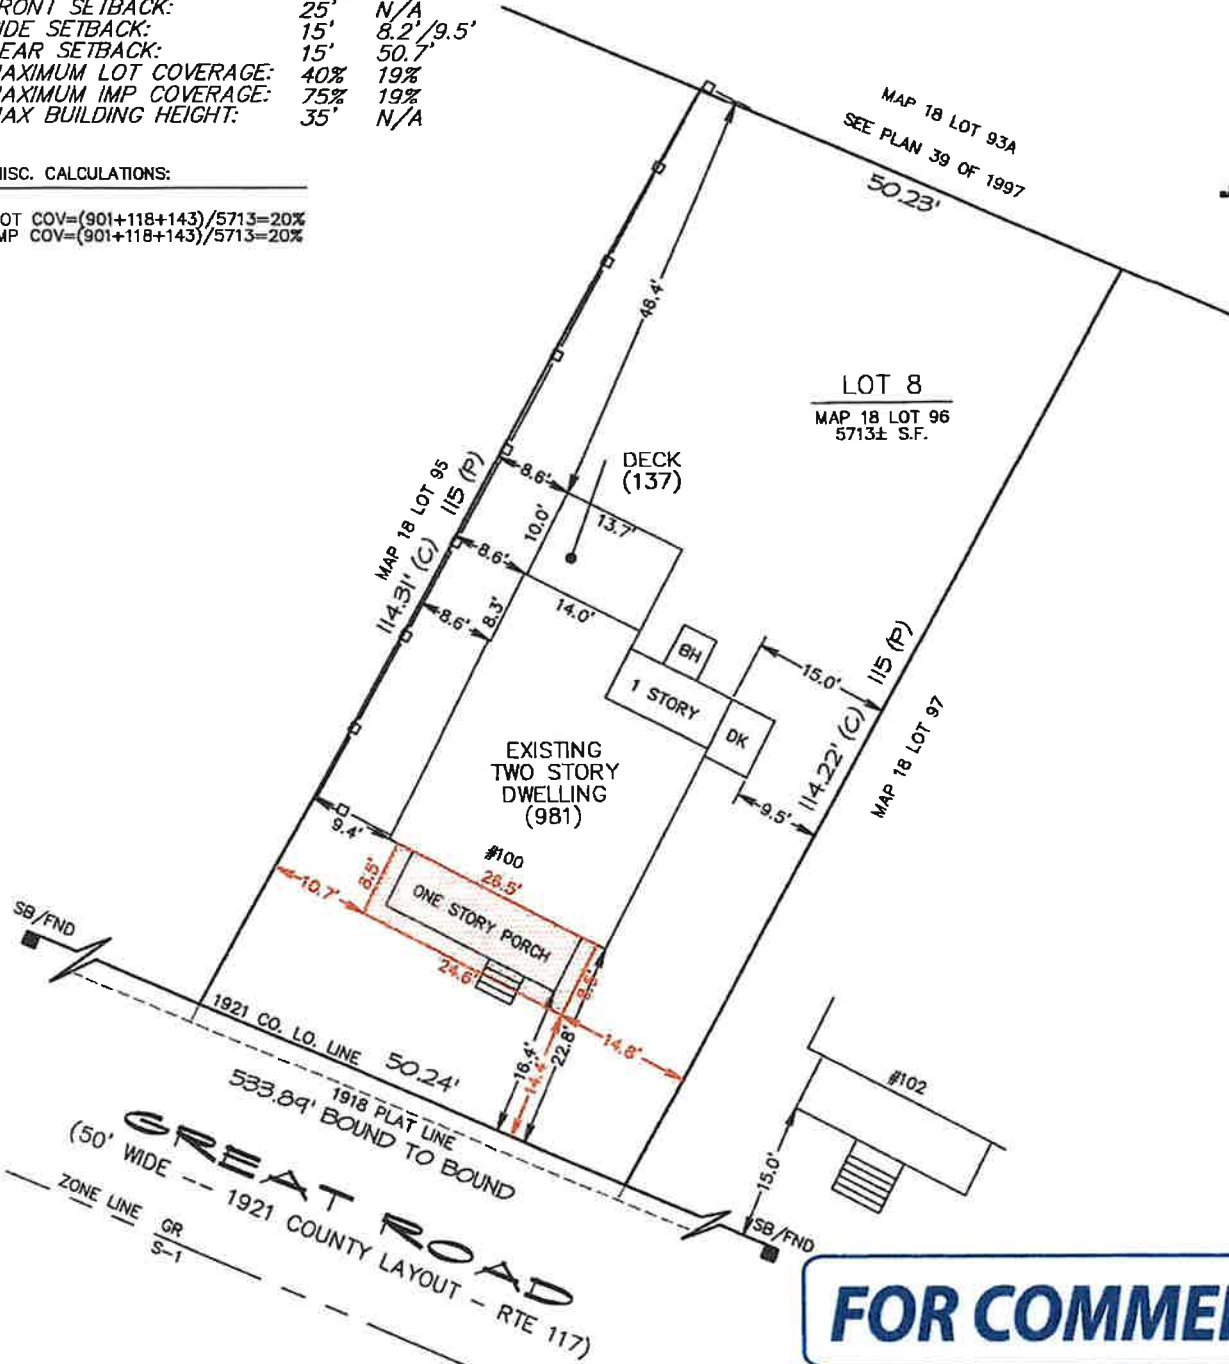 RONT SETBACK: 25' N/A
IDE SETBACK: 15' 8.2'/9.5'
EAR SETBACK: 15' 50.7'
AXIMUM LOT COVERAGE: 40% 19%
AXIMUM IMP COVERAGE: 75% 19%
AX BUILDING HEIGHT: 35' N/A
ISC. CALCULATIONS:
OT COV=(901+118+143)/5713=20%
MP COV=(901+118+143)/5713=20%
MAP 18 LOT 93A
SEE PLAN 39 OF 1997
50.23'
48.4'
LOT 8
MAP 18 LOT 96
5713± S.F.
DECK
(137)
MAP 18 LOT 95
114.31' (C) 115 (P)
8.6'
10.0'
13.7'
8.6'
14.0'
8.6'
8.3'
BH
1 STORY
DK
15.0'
114.22' (C) 115 (P)
MAP 18 LOT 97
9.5'
EXISTING
TWO STORY
DWELLING
(981)
9.4'
#100
26.5'
8.5'
10.7'
ONE STORY PORCH
24.6'
8.5'
16.4'
14.4'
22.8'
14.8'
SB/FND
1921 CO. LO. LINE 50.24'
1918 PLAT LINE
533.89' BOUND TO BOUND
GREAT ROAD
(50' WIDE -- 1921 COUNTY LAYOUT - RTE 117)
ZONE LINE GR
S-1
#102
15.0'
SB/FND
FOR COMME